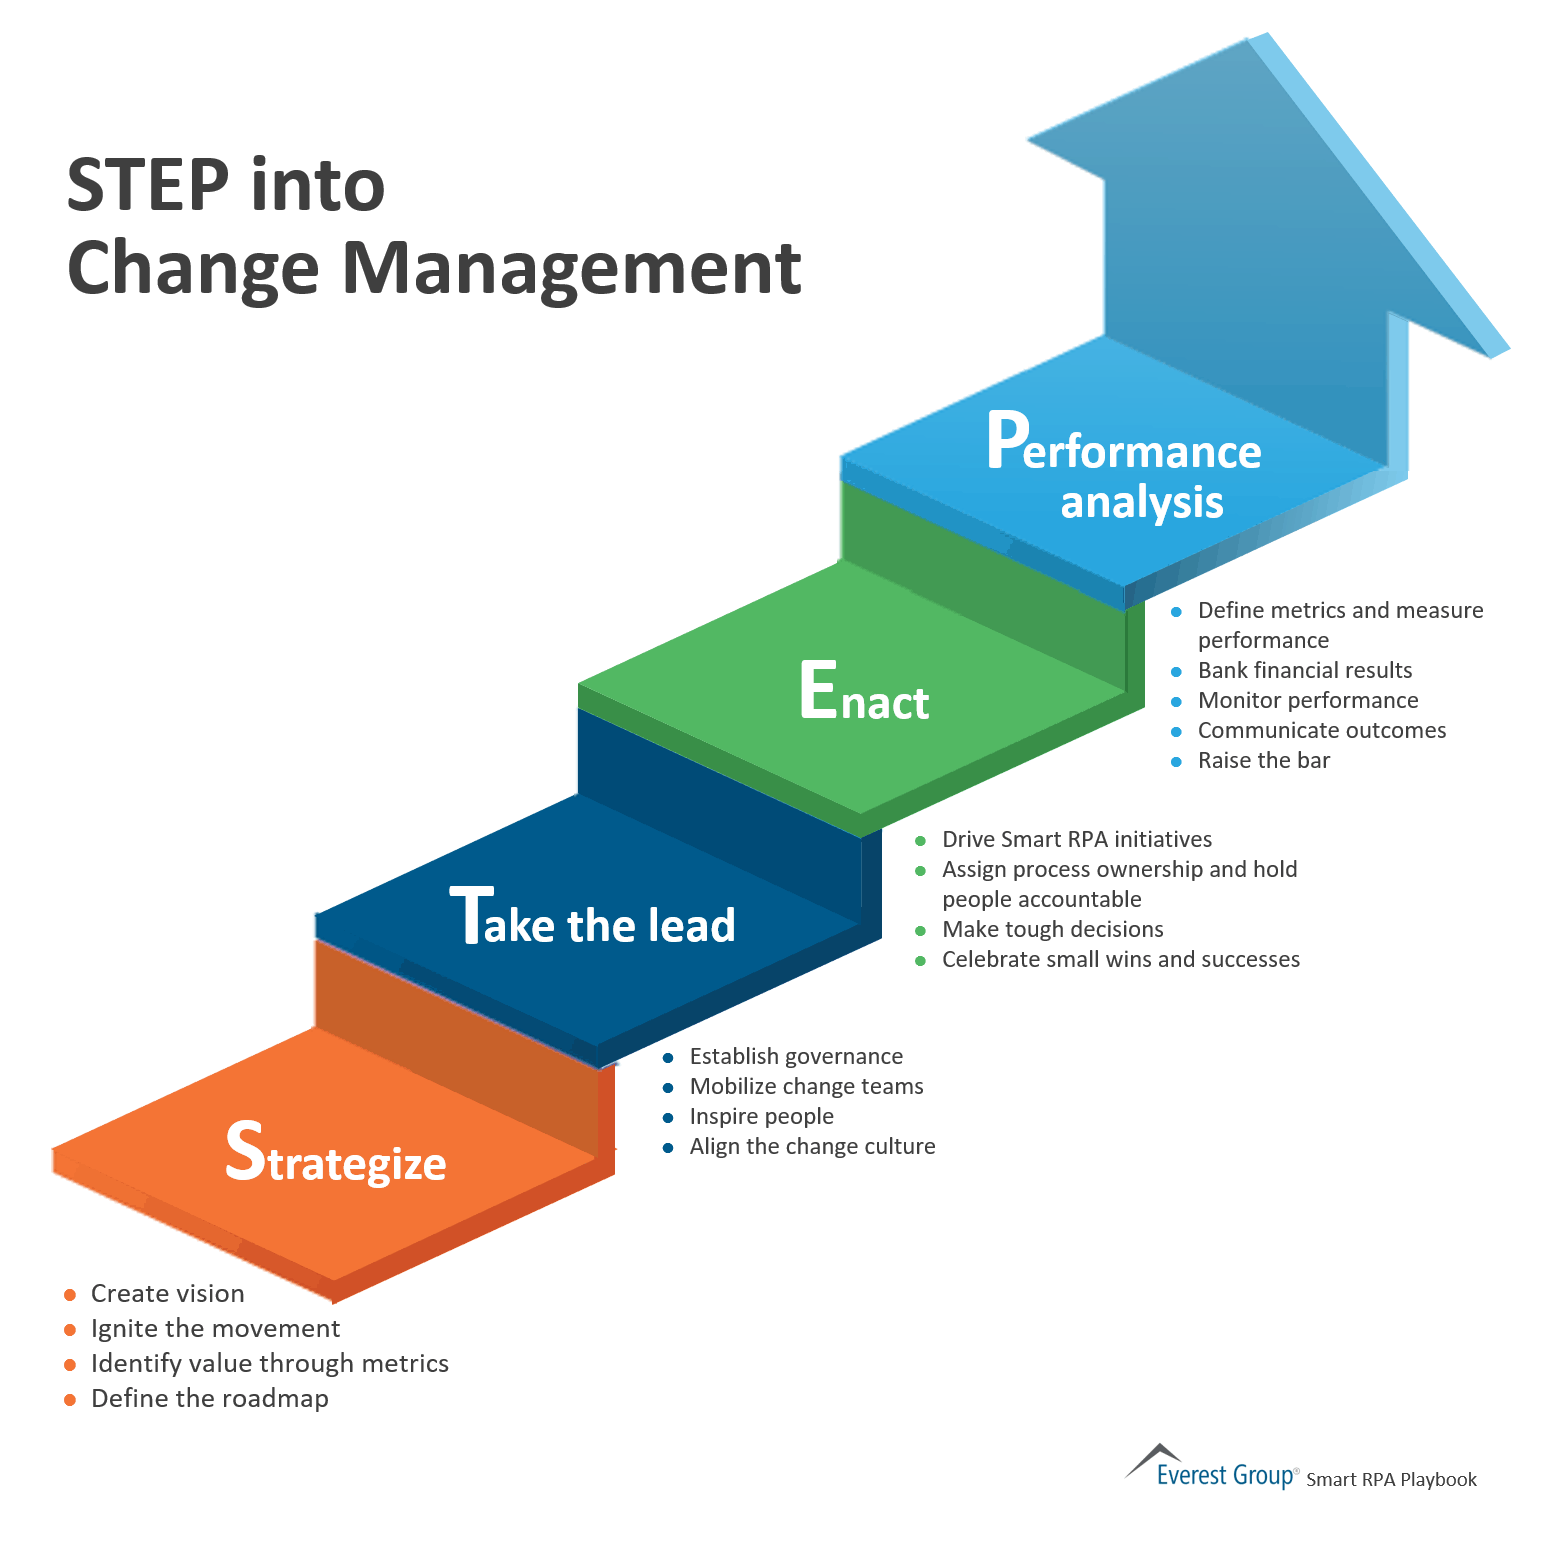 STEP into
Change Management
Performance
analysis
• Define metrics and measure
performance
• Bank financial results
• Monitor performance
• Communicate outcomes
• Raise the bar
Enact
• Drive Smart RPA initiatives
• Assign process ownership and hold
people accountable
• Make tough decisions
• Celebrate small wins and successes
Take the lead
• Establish governance
• Mobilize change teams
• Inspire people
• Align the change culture
Strategize
• Create vision
• Ignite the movement
• Identify value through metrics
• Define the roadmap
Everest Group® Smart RPA Playbook